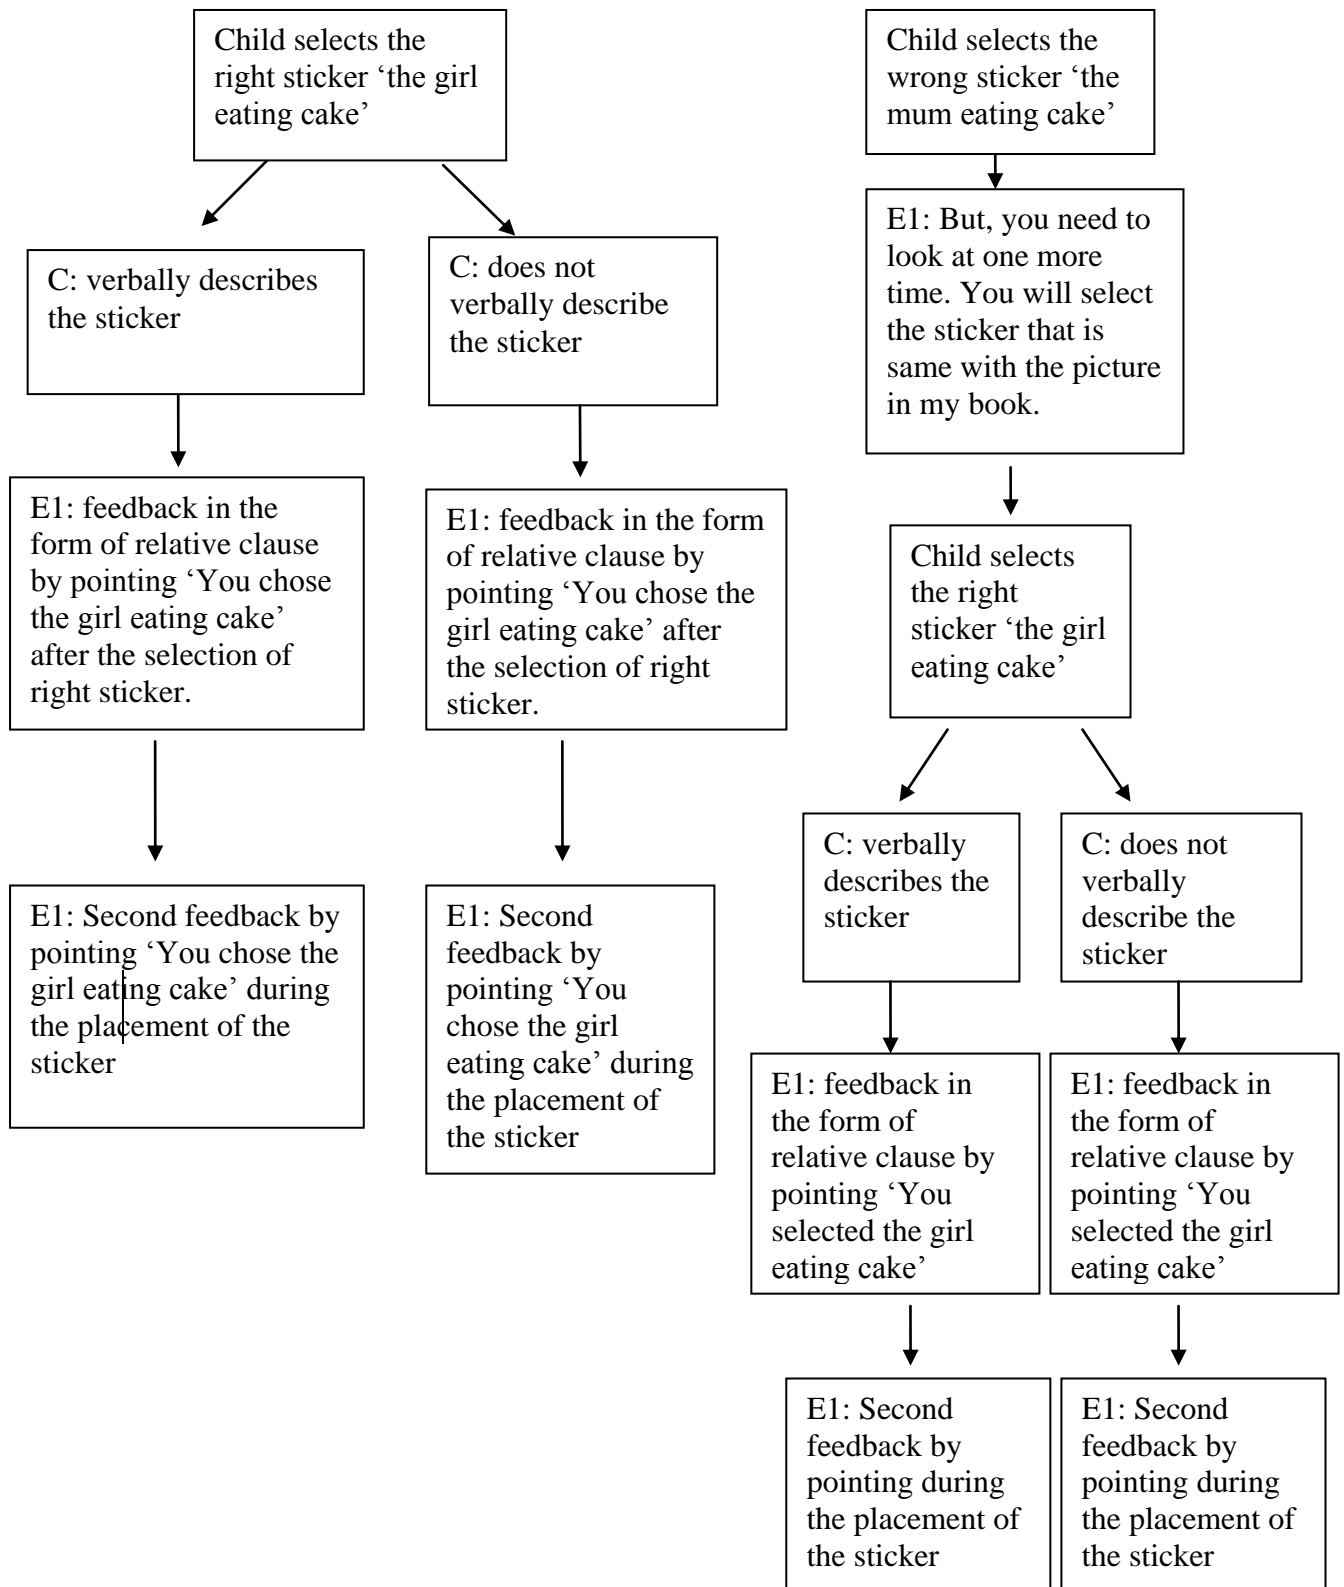 Child selects the
right sticker ‘the girl
eating cake’
C: verbally describes
the sticker
C: does not
verbally describe
the sticker
E1: feedback in the
form of relative clause
by pointing ‘You chose
the girl eating cake’
after the selection of
right sticker.
E1: feedback in the form
of relative clause by
pointing ‘You chose the
girl eating cake’ after
the selection of right
sticker.
E1: Second feedback by
pointing ‘You chose the
girl eating cake’ during
the placement of the
sticker
E1: Second
feedback by
pointing ‘You
chose the girl
eating cake’ during
the placement of
the sticker
Child selects the
wrong sticker ‘the
mum eating cake’
E1: But, you need to
look at one more
time. You will select
the sticker that is
same with the picture
in my book.
Child selects
the right
sticker ‘the girl
eating cake’
C: verbally
describes the
sticker
C: does not
verbally
describe the
sticker
E1: feedback in
the form of
relative clause by
pointing ‘You
selected the girl
eating cake’
E1: feedback in
the form of
relative clause by
pointing ‘You
selected the girl
eating cake’
E1: Second
feedback by
pointing during
the placement of
the sticker
E1: Second
feedback by
pointing during
the placement of
the sticker